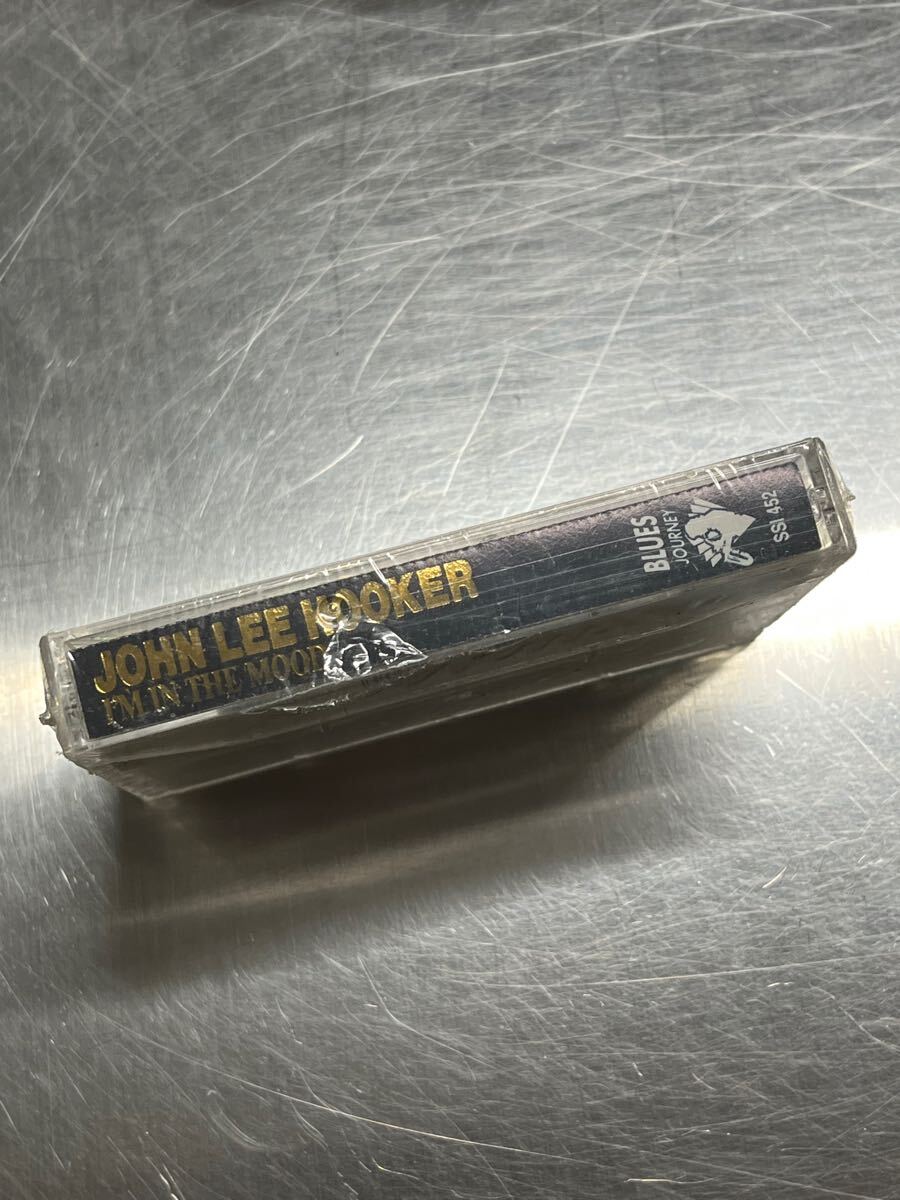 JOHN LEE HOOKER
I'M IN THE MOOD
BLUES
JOURNEY
SSI 452